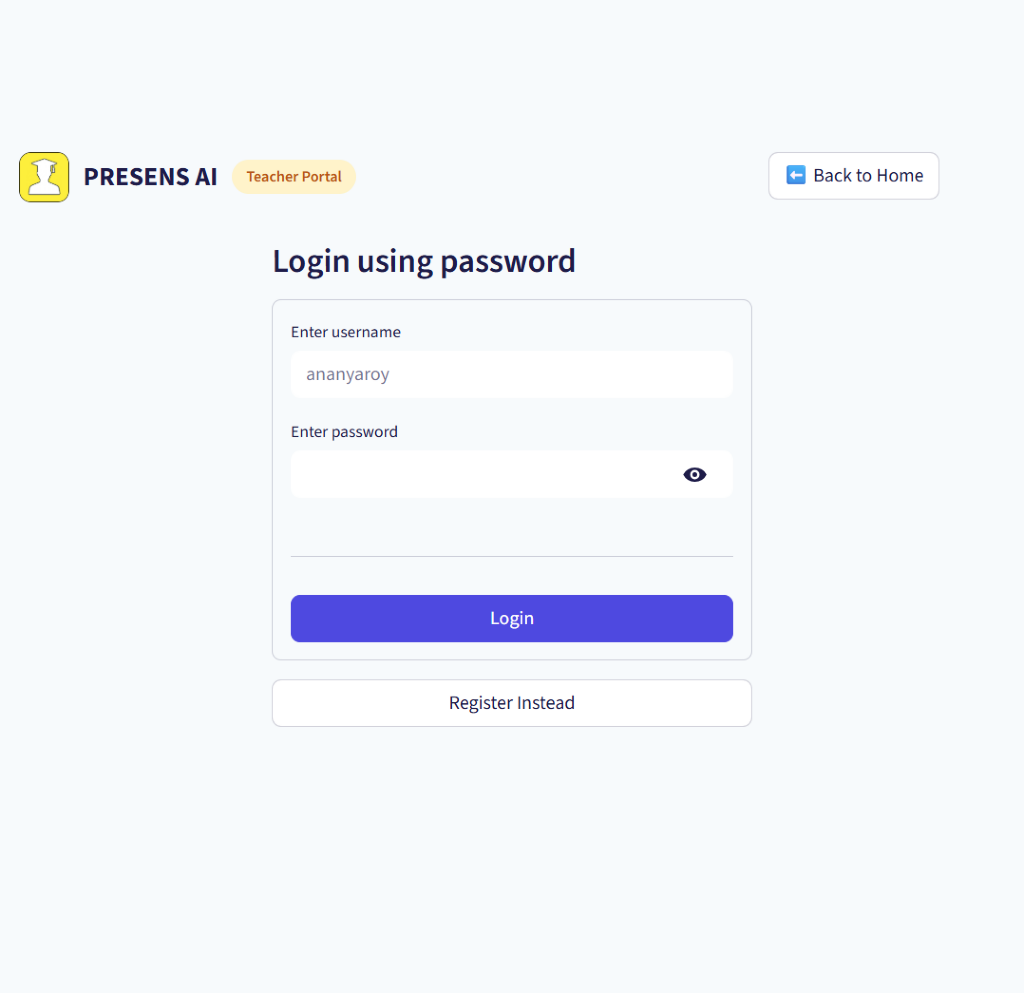 PRESENS AI
Teacher Portal
Back to Home
Login using password
Enter username
ananyaroy
Enter password
Login
Register Instead